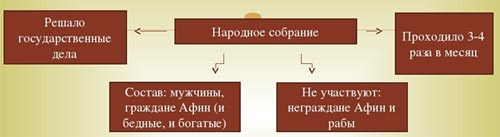 Решало
государственные
дела
Народное собрание
Проходило 3-4
раза в месяц
Состав: мужчины,
граждане Афин (и
бедные, и богатые)
Не участвуют:
неграждане Афин и
рабы